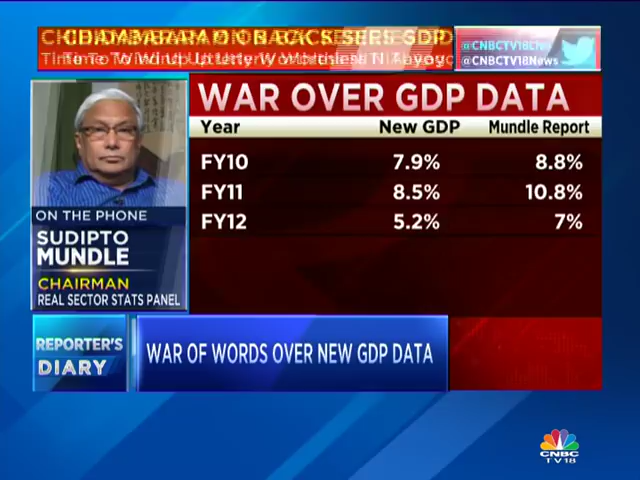 @CNBCTV18Live
@CNBCTV18News
WAR OVER GDP DATA
Year New GDP Mundle Report
FY10 7.9% 8.8%
FY11 8.5% 10.8%
FY12 5.2% 7%
ON THE PHONE
SUDIPTO
MUNDLE
CHAIRMAN
REAL SECTOR STATS PANEL
REPORTER'S
DIARY
WAR OF WORDS OVER NEW GDP DATA
CNBC
TV18